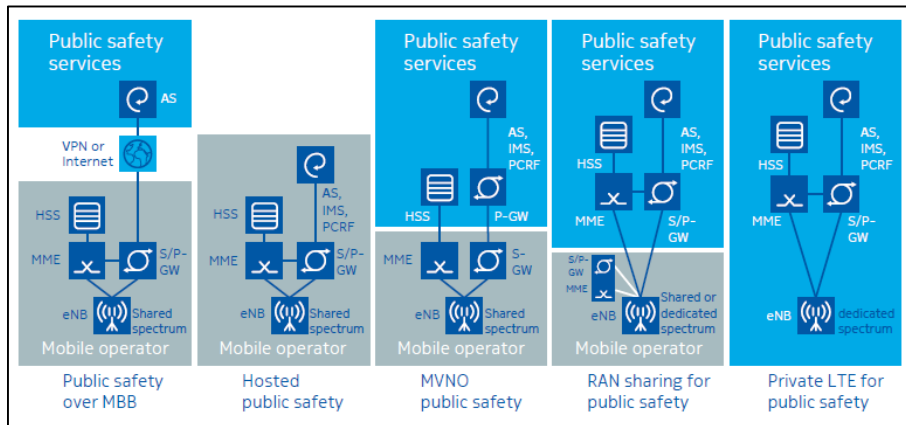 Public safety
services
AS
VPN or
Internet
HSS
MME
S/P-
GW
eNB
Shared
spectrum
Mobile operator
Public safety
over MBB
AS,
IMS,
PCRF
HSS
MME
S/P-
GW
eNB
Shared
spectrum
Mobile operator
Hosted
public safety
Public safety
services
AS,
IMS,
PCRF
HSS
P-GW
MME
S-
GW
eNB
Shared
spectrum
Mobile operator
MVNO
public safety
Public safety
services
AS,
IMS,
PCRF
HSS
MME
S/P-
GW
S/P-
GW
MME
eNB
Shared or
dedicated
spectrum
Mobile operator
RAN sharing for
public safety
Public safety
services
AS,
IMS,
PCRF
HSS
MME
S/P-
GW
eNB
dedicated
spectrum
Private LTE for
public safety